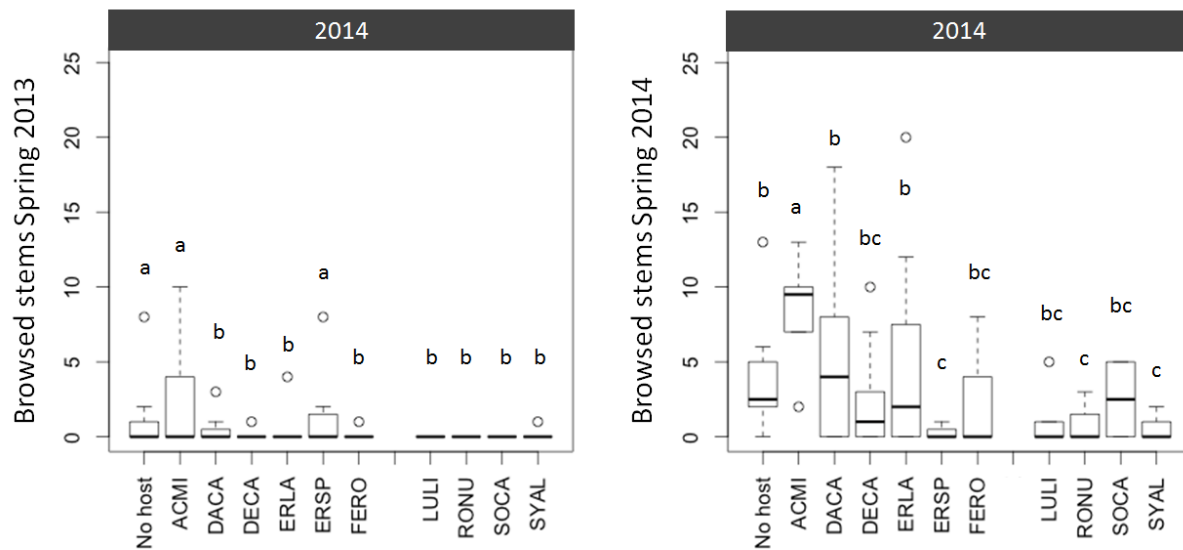 2014
Browsed stems Spring 2013
25
20
15
10
5
0
a
a
b
b
b
a
b
b
b
b
b
No host
ACMI
DACA
DECA
ERLA
ERSP
FERO
LULI
RONU
SOCA
SYAL
2014
Browsed stems Spring 2014
25
20
15
10
5
0
b
a
b
bc
b
c
bc
bc
c
bc
c
No host
ACMI
DACA
DECA
ERLA
ERSP
FERO
LULI
RONU
SOCA
SYAL